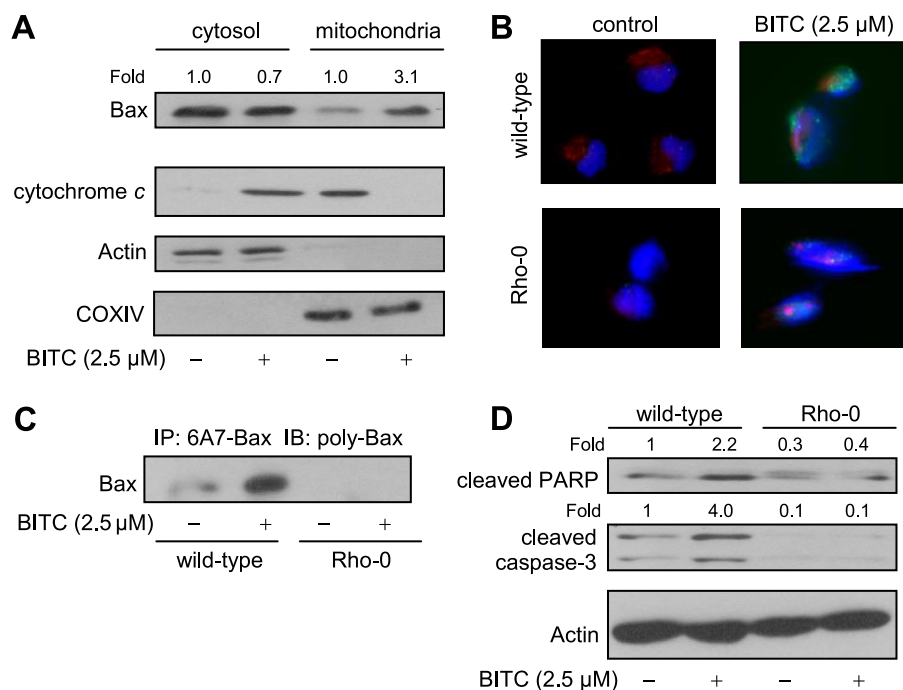 A
cytosol mitochondria
Fold 1.0 0.7 1.0 3.1
Bax
cytochrome c
Actin
COXIV
BITC (2.5 µM) − + − +
B
control BITC (2.5 µM)
wild-type
Rho-0
C
IP: 6A7-Bax IB: poly-Bax
Bax
BITC (2.5 µM) − + − +
wild-type Rho-0
D
wild-type Rho-0
Fold 1 2.2 0.3 0.4
cleaved PARP
Fold 1 4.0 0.1 0.1
cleaved
caspase-3
Actin
BITC (2.5 µM) − + − +